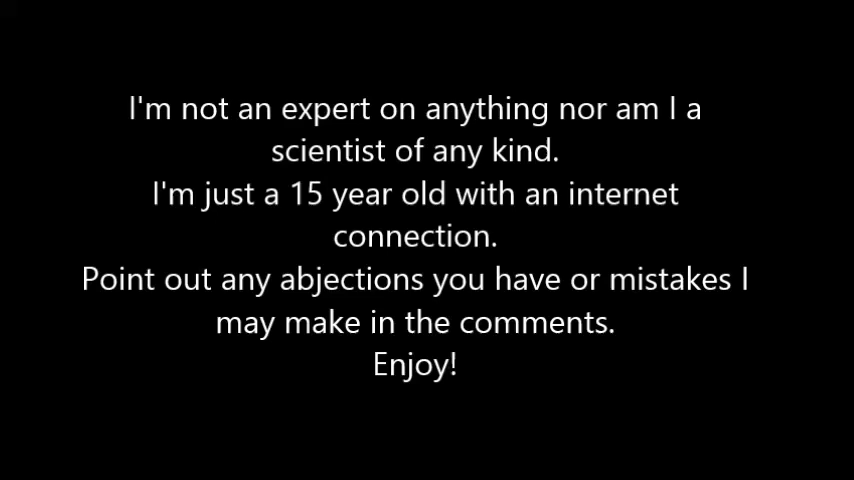 I'm not an expert on anything nor am I a
scientist of any kind.
I'm just a 15 year old with an internet
connection.
Point out any abjections you have or mistakes I
may make in the comments.
Enjoy!